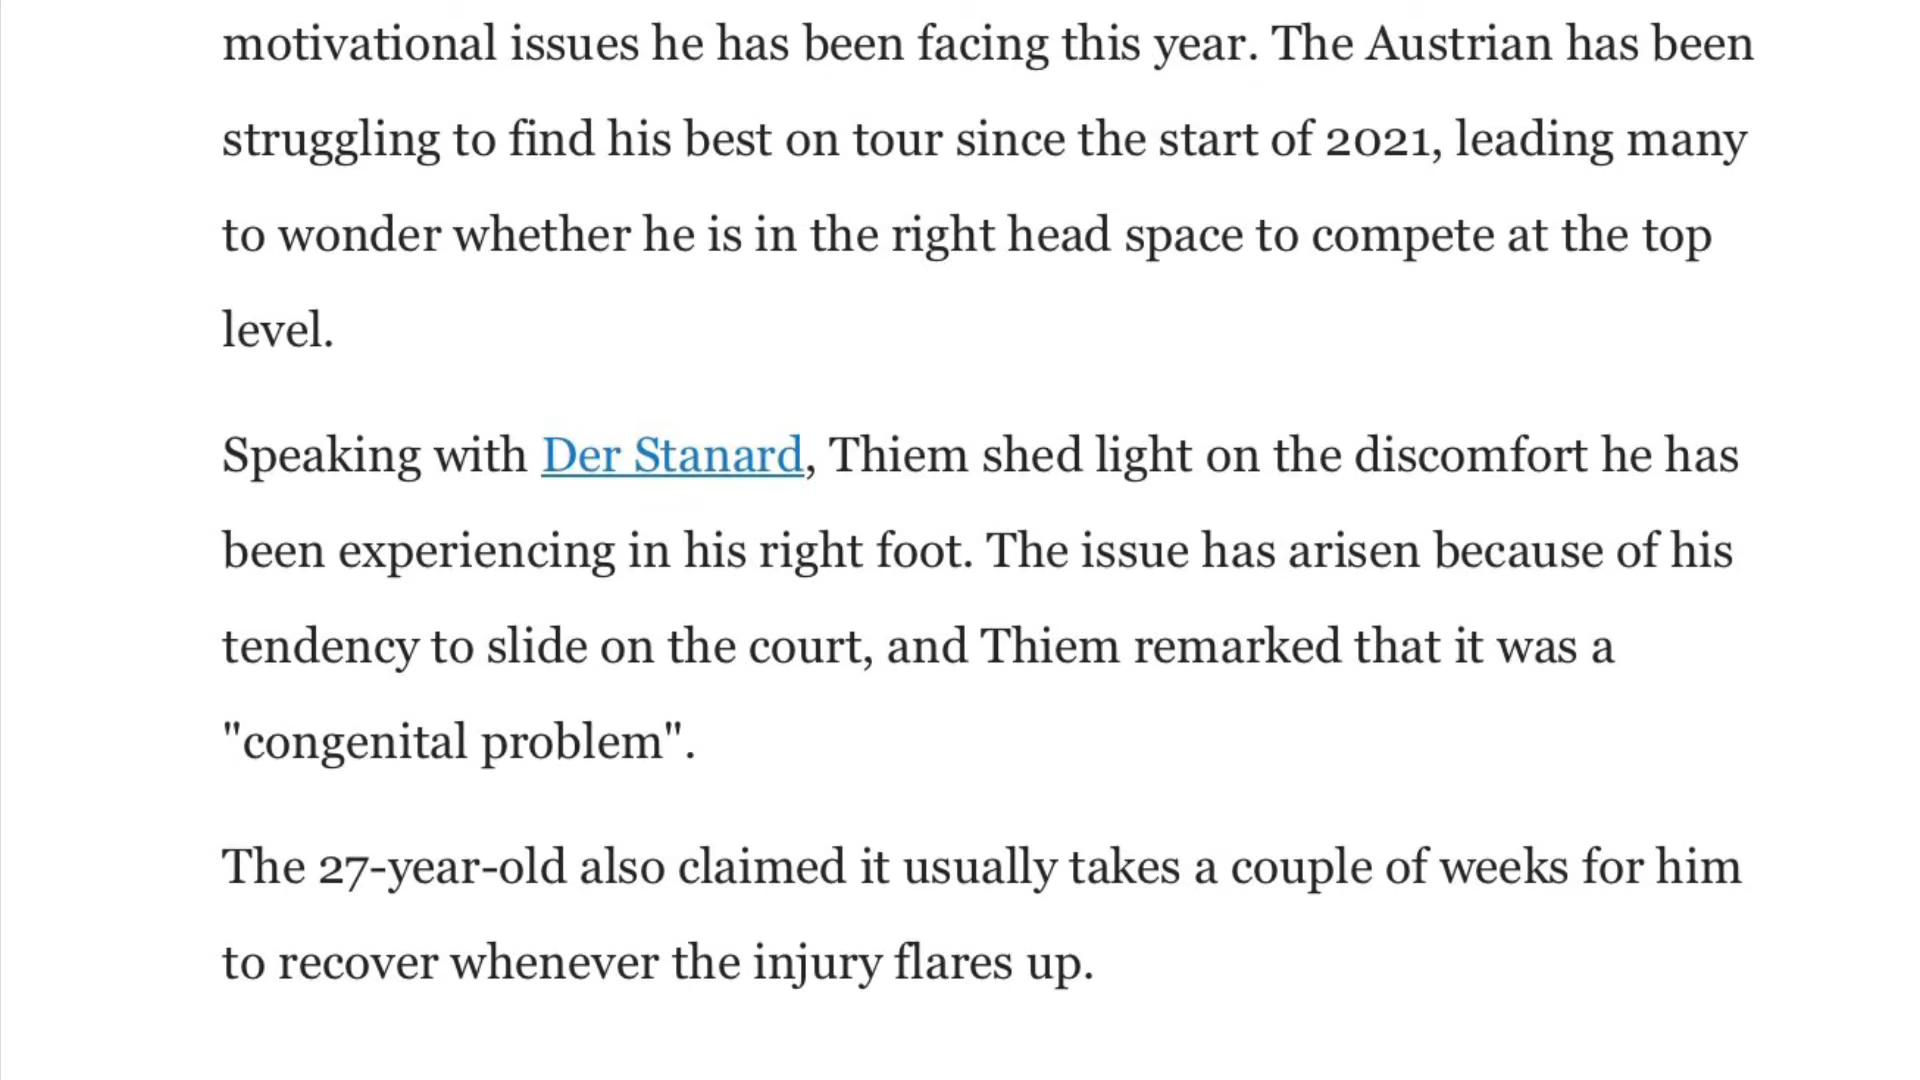 motivational issues he has been facing this year. The Austrian has been
struggling to find his best on tour since the start of 2021, leading many
to wonder whether he is in the right head space to compete at the top
level.
Speaking with Der Stanard, Thiem shed light on the discomfort he has
been experiencing in his right foot. The issue has arisen because of his
tendency to slide on the court, and Thiem remarked that it was a
"congenital problem".
The 27-year-old also claimed it usually takes a couple of weeks for him
to recover whenever the injury flares up.